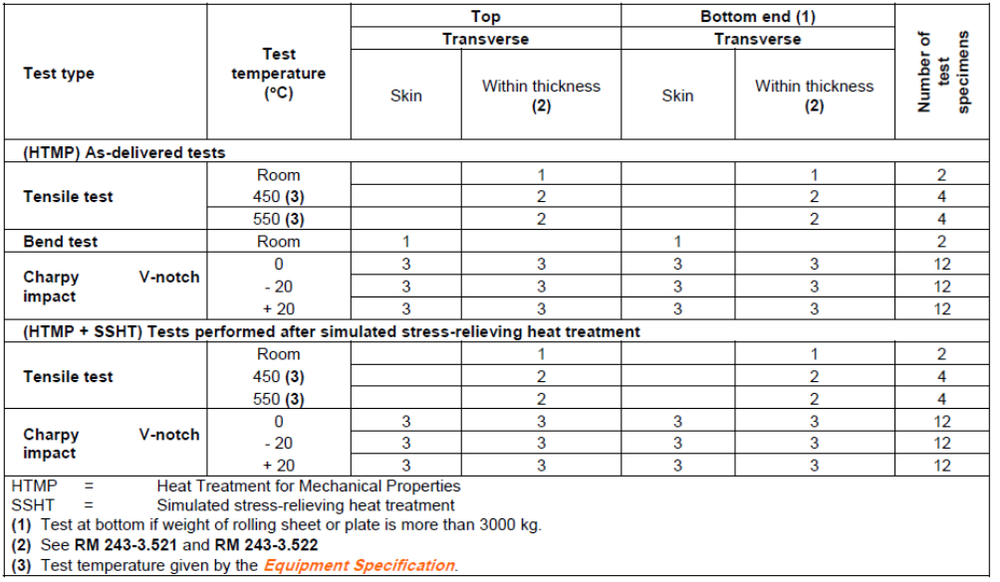 Test type Test temperature (ºC) Top Bottom end (1) Number of test specimens
Transverse Transverse
Skin Within thickness (2) Skin Within thickness (2)
(HTMP) As-delivered tests
Tensile test Room 1 1 2
450 (3) 2 2 4
550 (3) 2 2 4
Bend test Room 1 1 2
Charpy V-notch impact 0 3 3 3 3 12
- 20 3 3 3 3 12
+ 20 3 3 3 3 12
(HTMP + SSHT) Tests performed after simulated stress-relieving heat treatment
Tensile test Room 1 1 2
450 (3) 2 2 4
550 (3) 2 2 4
Charpy V-notch impact 0 3 3 3 3 12
- 20 3 3 3 3 12
+ 20 3 3 3 3 12
HTMP = Heat Treatment for Mechanical Properties
SSHT = Simulated stress-relieving heat treatment
(1) Test at bottom if weight of rolling sheet or plate is more than 3000 kg.
(2) See RM 243-3.521 and RM 243-3.522
(3) Test temperature given by the Equipment Specification.